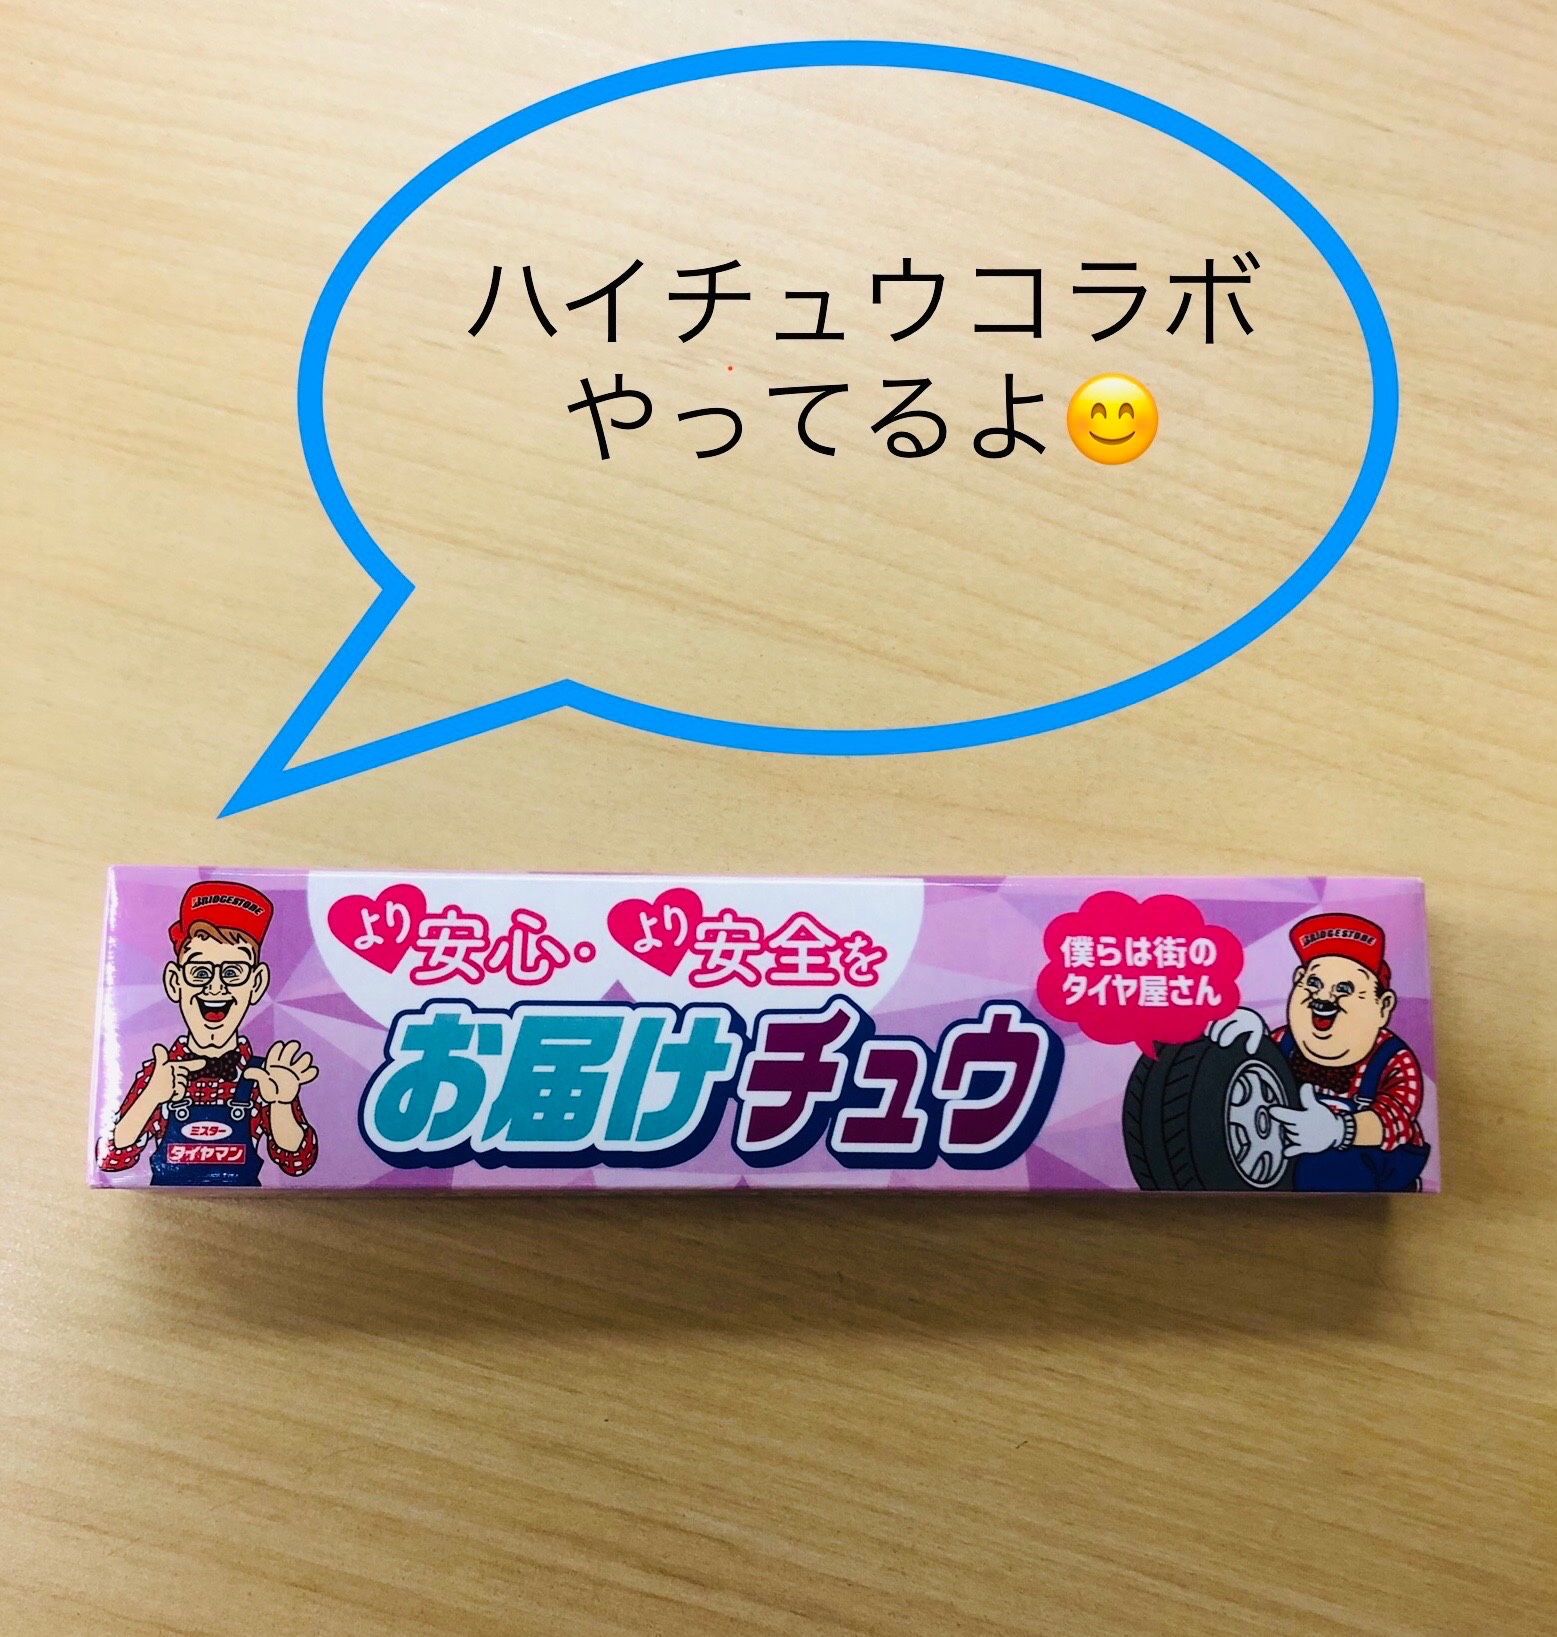 ハイチュウコラボ
やってるよ😊
より安心・より安全を
お届けチュウ
僕らは街の
タイヤ屋さん
BRIDGESTONE
ミスター
タイヤマン
BRIDGESTONE